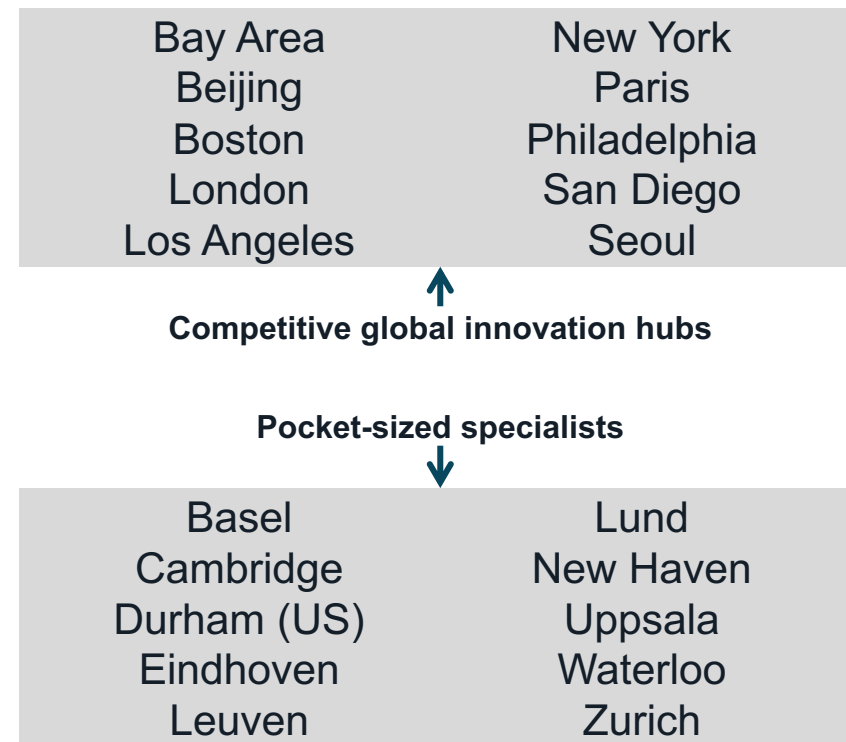 Bay Area
Beijing
Boston
London
Los Angeles
New York
Paris
Philadelphia
San Diego
Seoul
Competitive global innovation hubs
Pocket-sized specialists
Basel
Cambridge
Durham (US)
Eindhoven
Leuven
Lund
New Haven
Uppsala
Waterloo
Zurich